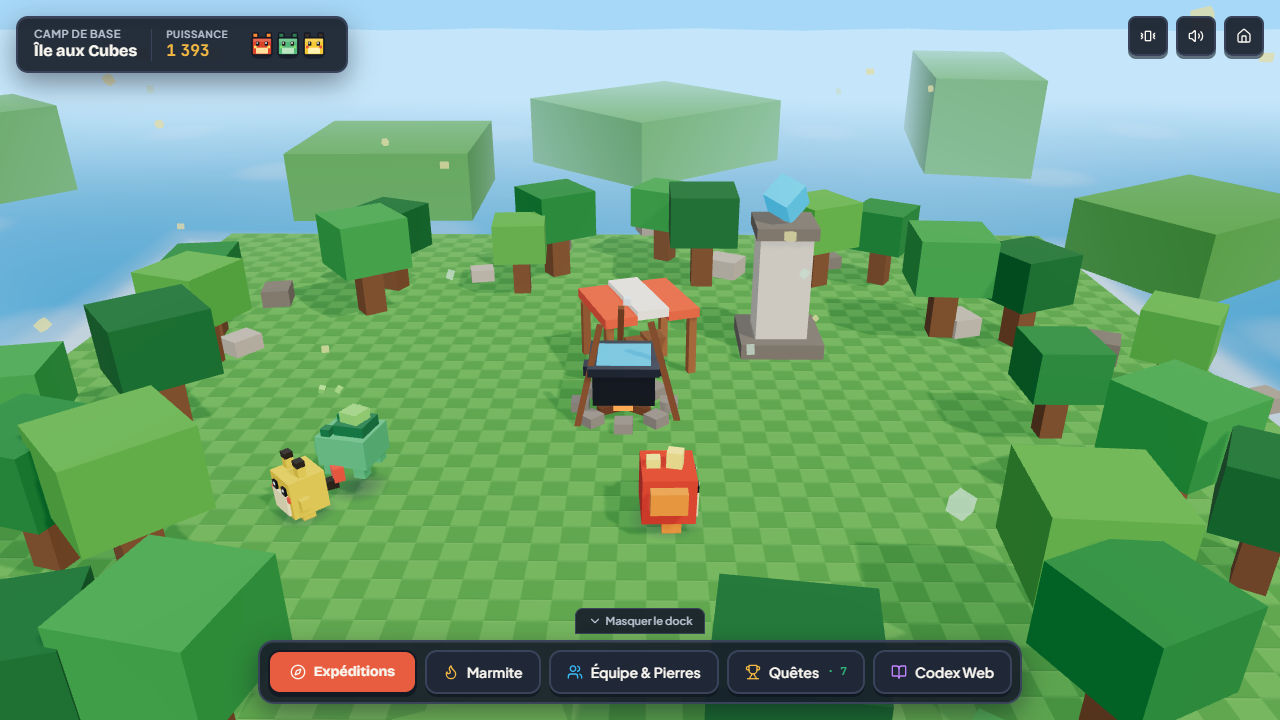 CAMP DE BASE
Île aux Cubes
PUISSANCE
1 393
Masquer le dock
Expéditions
Marmite
Équipe & Pierres
Quêtes · 7
Codex Web